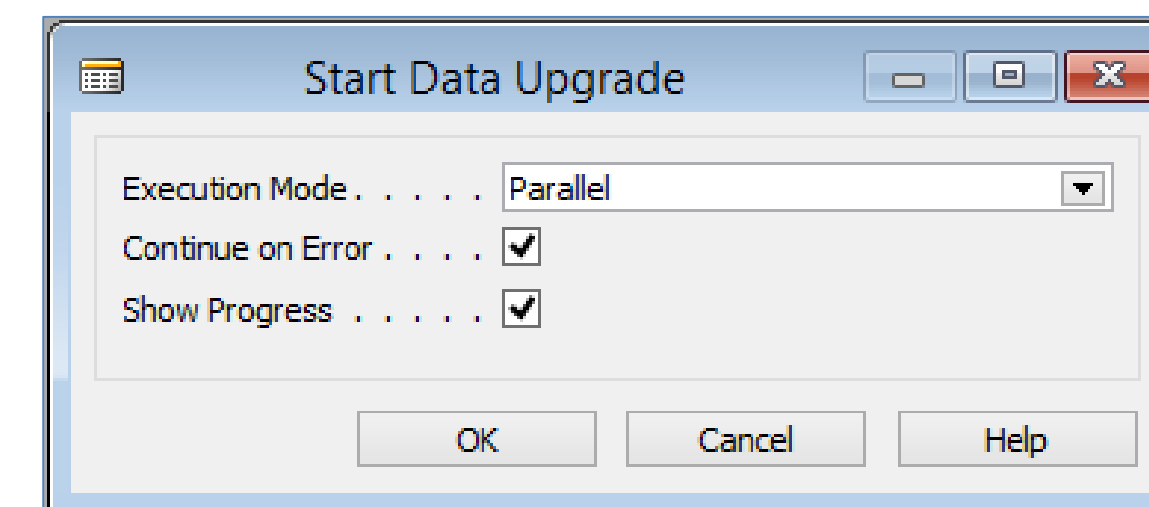 Start Data Upgrade
Execution Mode . . . . . Parallel
Continue on Error . . . .
Show Progress . . . . .
OK Cancel Help